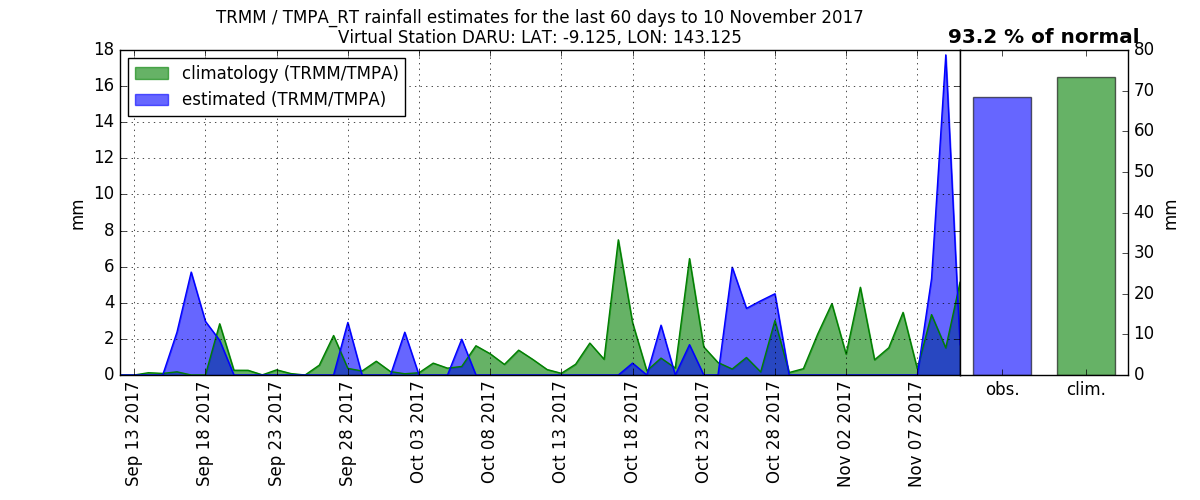 TRMM / TMPA_RT rainfall estimates for the last 60 days to 10 November 2017
Virtual Station DARU: LAT: -9.125, LON: 143.125
93.2 % of normal
climatology (TRMM/TMPA)
estimated (TRMM/TMPA)
mm
18
16
14
12
10
8
6
4
2
0
Sep 13 2017
Sep 18 2017
Sep 23 2017
Sep 28 2017
Oct 03 2017
Oct 08 2017
Oct 13 2017
Oct 18 2017
Oct 23 2017
Oct 28 2017
Nov 02 2017
Nov 07 2017
80
70
60
50
40
30
20
10
0
mm
obs.
clim.